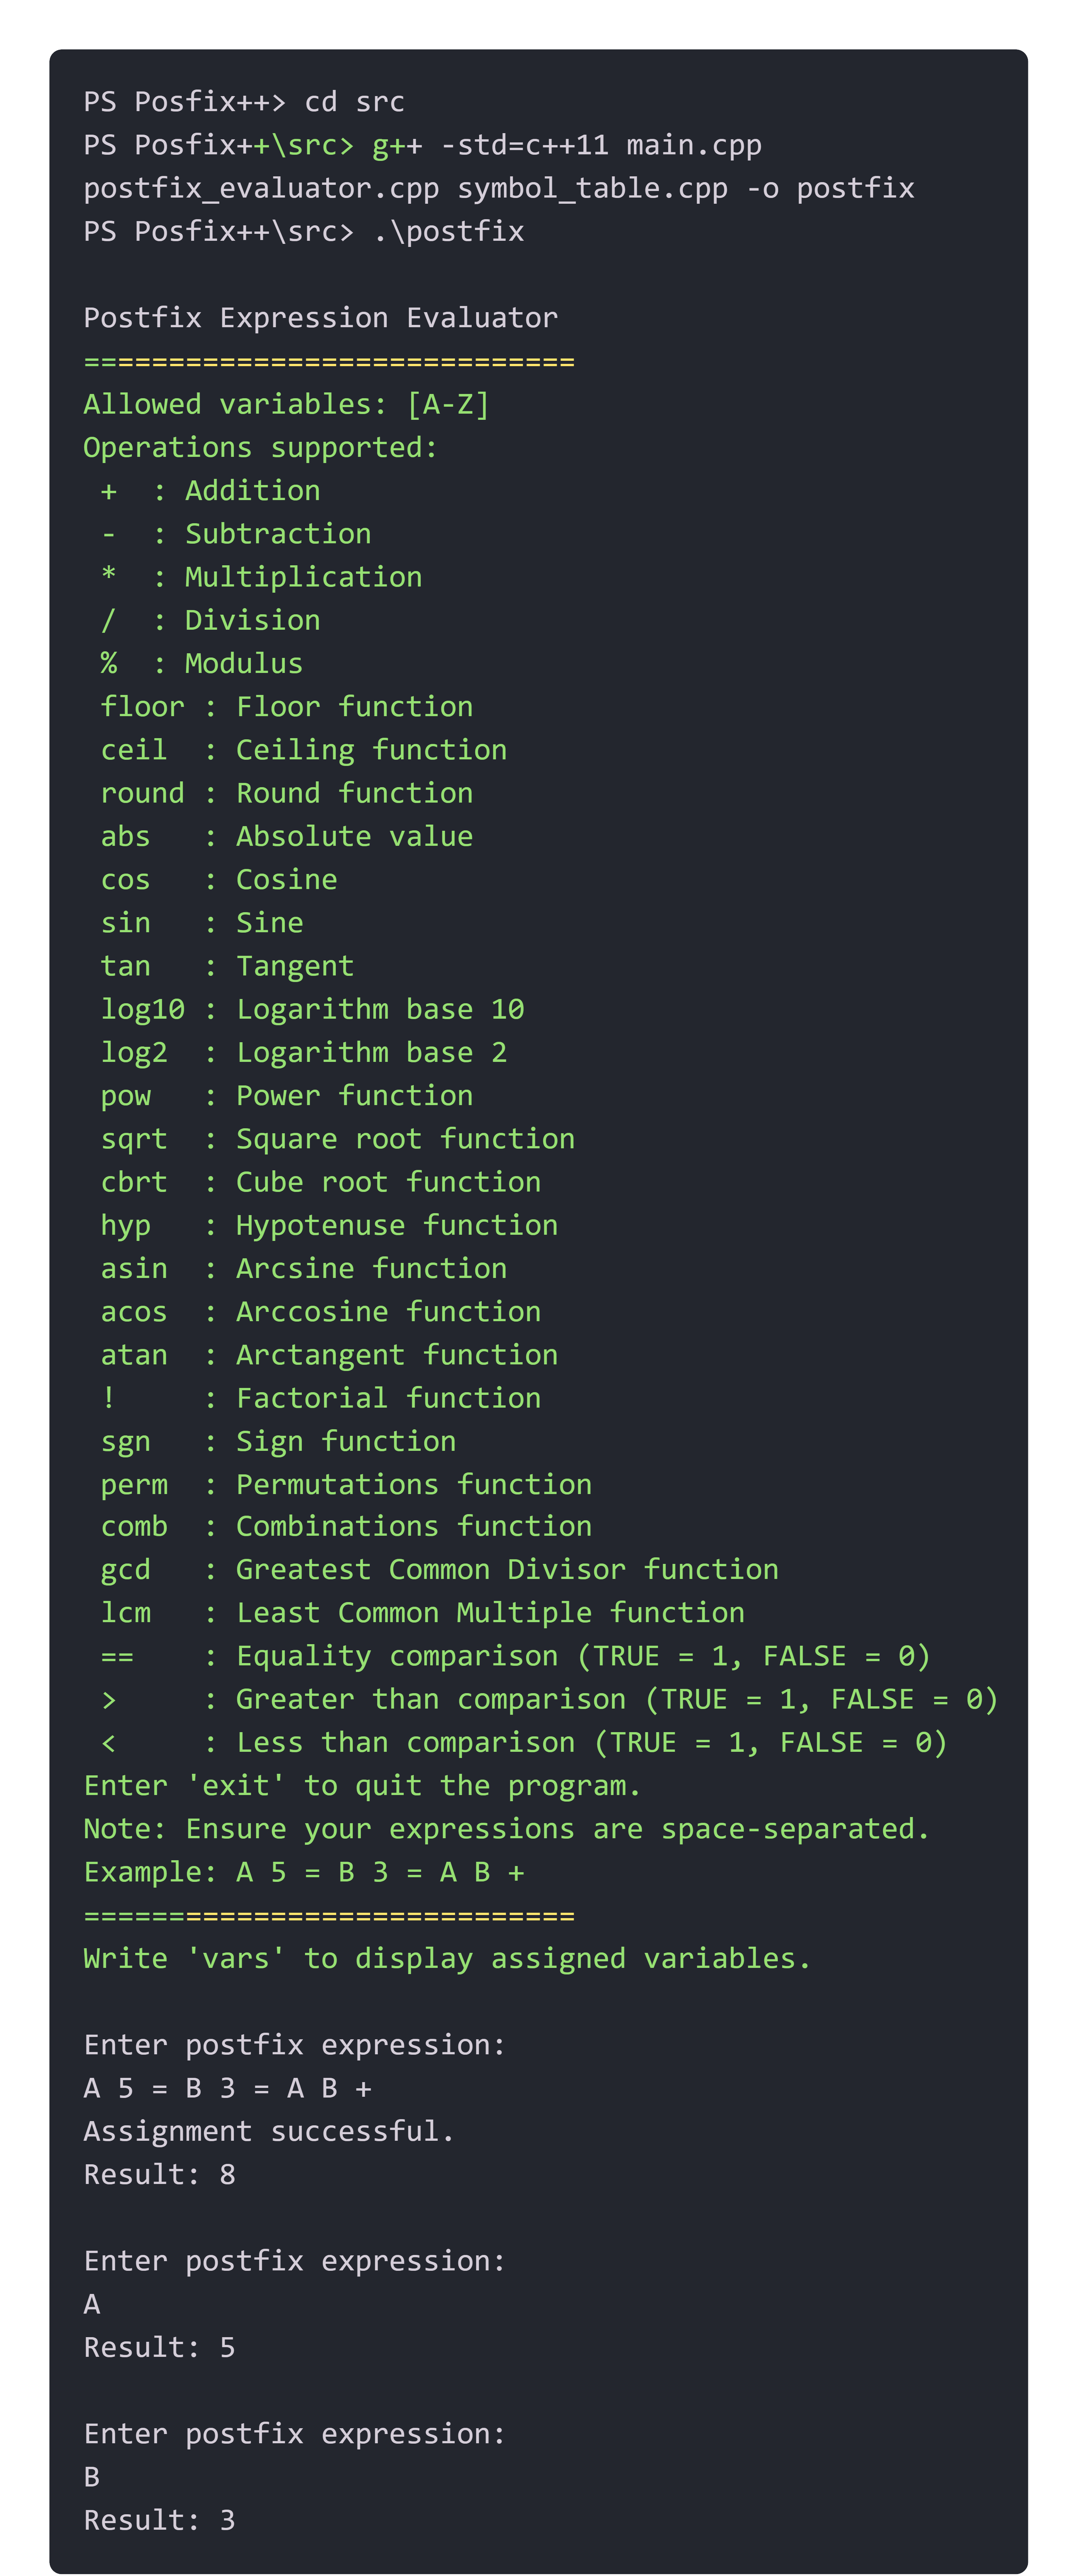 PS Posfix++> cd src
PS Posfix++\src> g++ -std=c++11 main.cpp
postfix_evaluator.cpp symbol_table.cpp -o postfix
PS Posfix++\src> .\postfix
Postfix Expression Evaluator
=============================
Allowed variables: [A-Z]
Operations supported:
 +  : Addition
 -  : Subtraction
 *  : Multiplication
 /  : Division
 %  : Modulus
 floor : Floor function
 ceil  : Ceiling function
 round : Round function
 abs   : Absolute value
 cos   : Cosine
 sin   : Sine
 tan   : Tangent
 log10 : Logarithm base 10
 log2  : Logarithm base 2
 pow   : Power function
 sqrt  : Square root function
 cbrt  : Cube root function
 hyp   : Hypotenuse function
 asin  : Arcsine function
 acos  : Arccosine function
 atan  : Arctangent function
 !     : Factorial function
 sgn   : Sign function
 perm  : Permutations function
 comb  : Combinations function
 gcd   : Greatest Common Divisor function
 lcm   : Least Common Multiple function
 ==    : Equality comparison (TRUE = 1, FALSE = 0)
 >     : Greater than comparison (TRUE = 1, FALSE = 0)
 <     : Less than comparison (TRUE = 1, FALSE = 0)
Enter 'exit' to quit the program.
Note: Ensure your expressions are space-separated.
Example: A 5 = B 3 = A B +
=============================
Write 'vars' to display assigned variables.
Enter postfix expression:
A 5 = B 3 = A B +
Assignment successful.
Result: 8
Enter postfix expression:
A
Result: 5
Enter postfix expression:
B
Result: 3